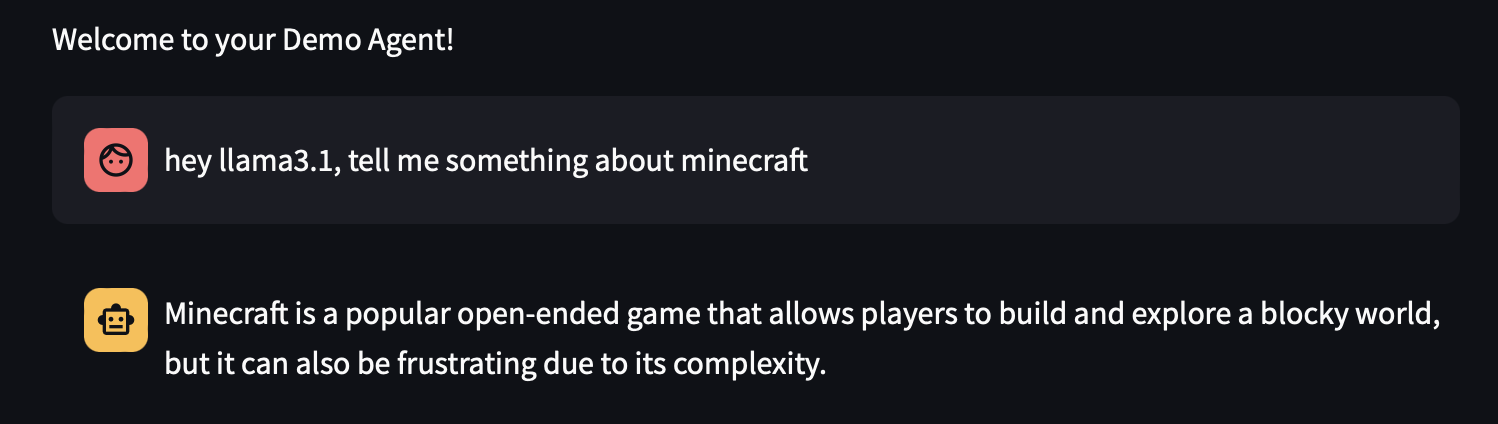 Welcome to your Demo Agent!
hey llama3.1, tell me something about minecraft
Minecraft is a popular open-ended game that allows players to build and explore a blocky world,
but it can also be frustrating due to its complexity.